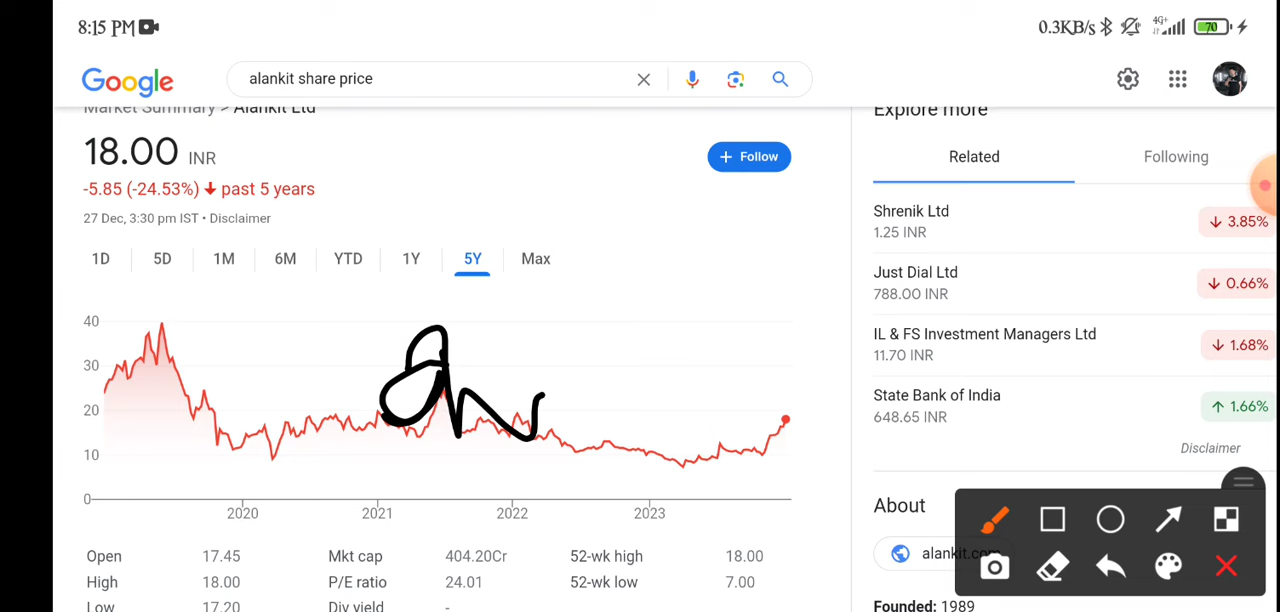 8:15 PM
0.3KB/s 4G+ 70
Google
alankit share price
Market Summary > Alankit Ltd
18.00 INR
+ Follow
-5.85 (-24.53%) past 5 years
27 Dec, 3:30 pm IST • Disclaimer
1D 5D 1M 6M YTD 1Y 5Y Max
40
30
20
10
0
2020 2021 2022 2023
Open 17.45 Mkt cap 404.20Cr 52-wk high 18.00
High 18.00 P/E ratio 24.01 52-wk low 7.00
Low 17.20 Div yield -
Explore more
Related Following
Shrenik Ltd
1.25 INR
↓ 3.85%
Just Dial Ltd
788.00 INR
↓ 0.66%
IL & FS Investment Managers Ltd
11.70 INR
↓ 1.68%
State Bank of India
648.65 INR
↑ 1.66%
Disclaimer
About
alankit.com
Founded: 1989